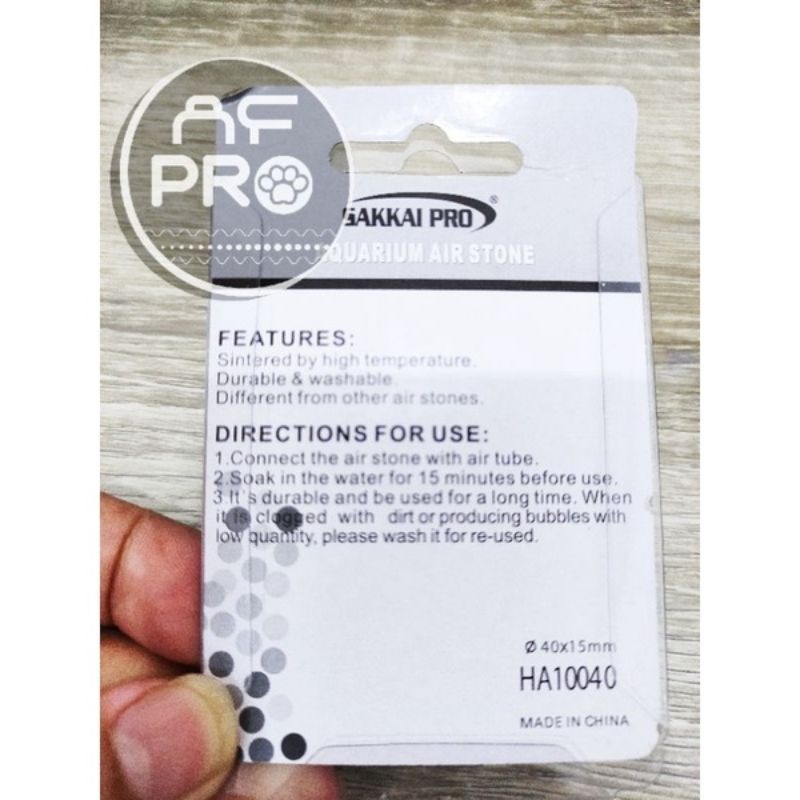 AF
PRO
GAKKAI PRO®
AQUARIUM AIR STONE
FEATURES:
Sintered by high temperature.
Durable & washable.
Different from other air stones.
DIRECTIONS FOR USE:
1.Connect the air stone with air tube.
2.Soak in the water for 15 minutes before use.
3.It's durable and be used for a long time. When
it is clogged with dirt or producing bubbles with
low quantity, please wash it for re-used.
Ø 40x15mm
HA10040
MADE IN CHINA